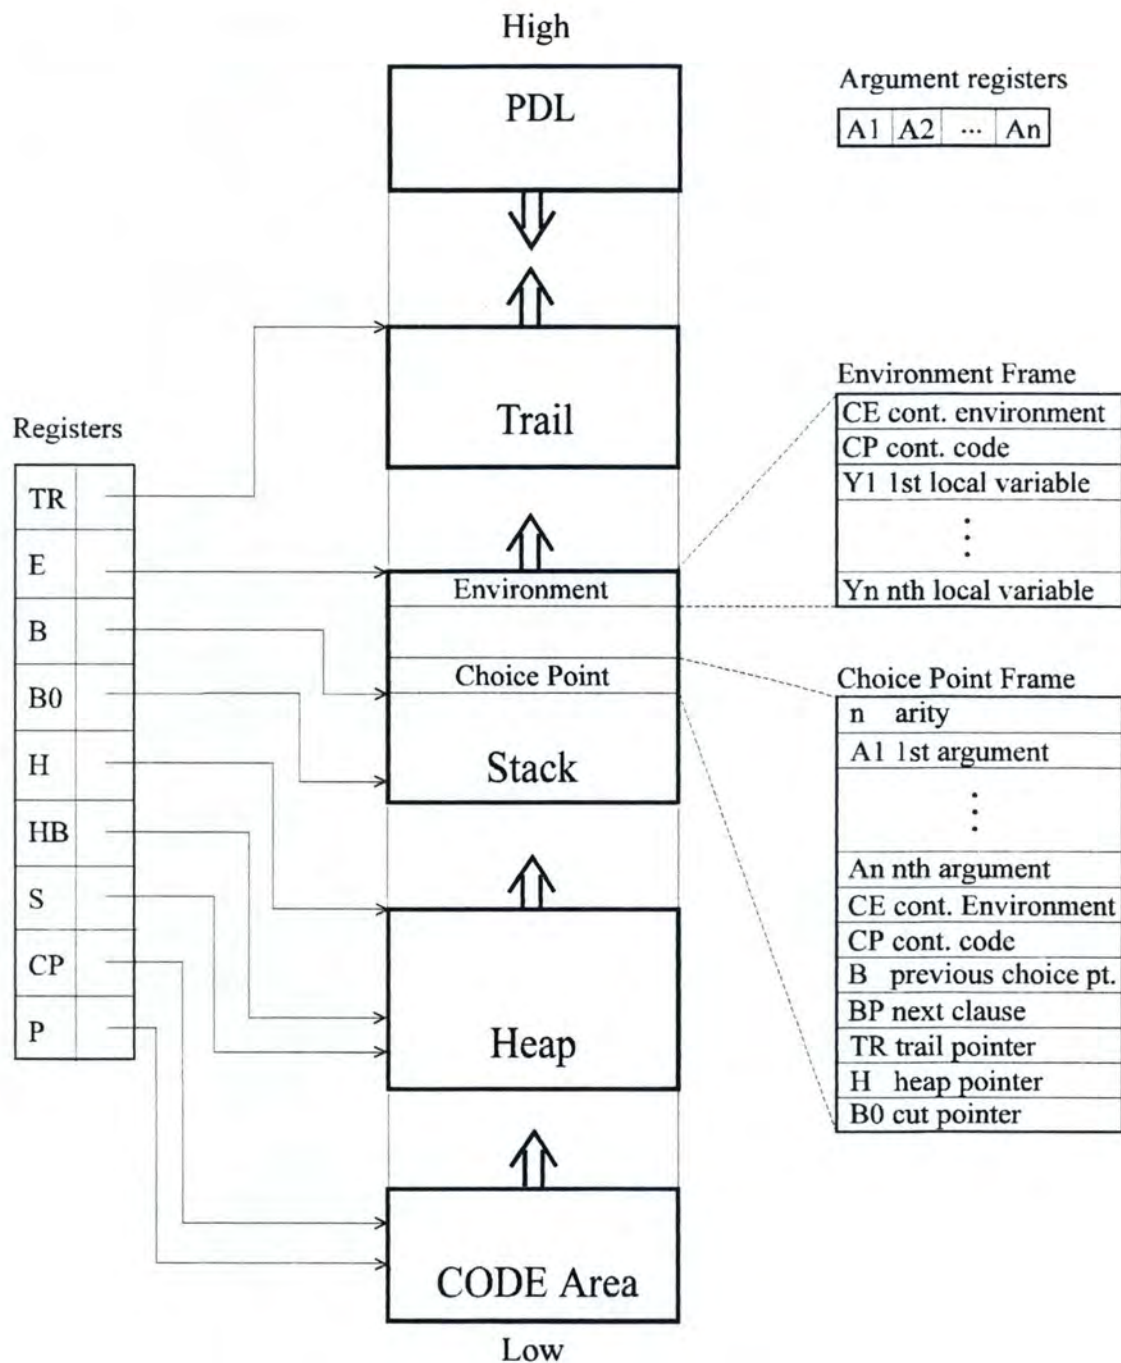 High
PDL
Argument registers
A1 A2 ... An
Trail
Registers
TR
E
B
B0
H
HB
S
CP
P
Environment
Choice Point
Stack
Heap
CODE Area
Low
Environment Frame
CE cont. environment
CP cont. code
Y1 1st local variable
⋮
Yn nth local variable
Choice Point Frame
n arity
A1 1st argument
⋮
An nth argument
CE cont. Environment
CP cont. code
B previous choice pt.
BP next clause
TR trail pointer
H heap pointer
B0 cut pointer